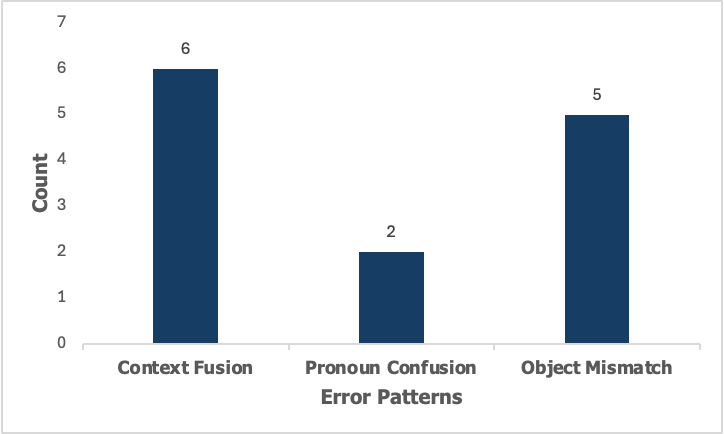 7
6
5
4
3
2
1
0
Count
6
2
5
Context Fusion
Pronoun Confusion
Object Mismatch
Error Patterns